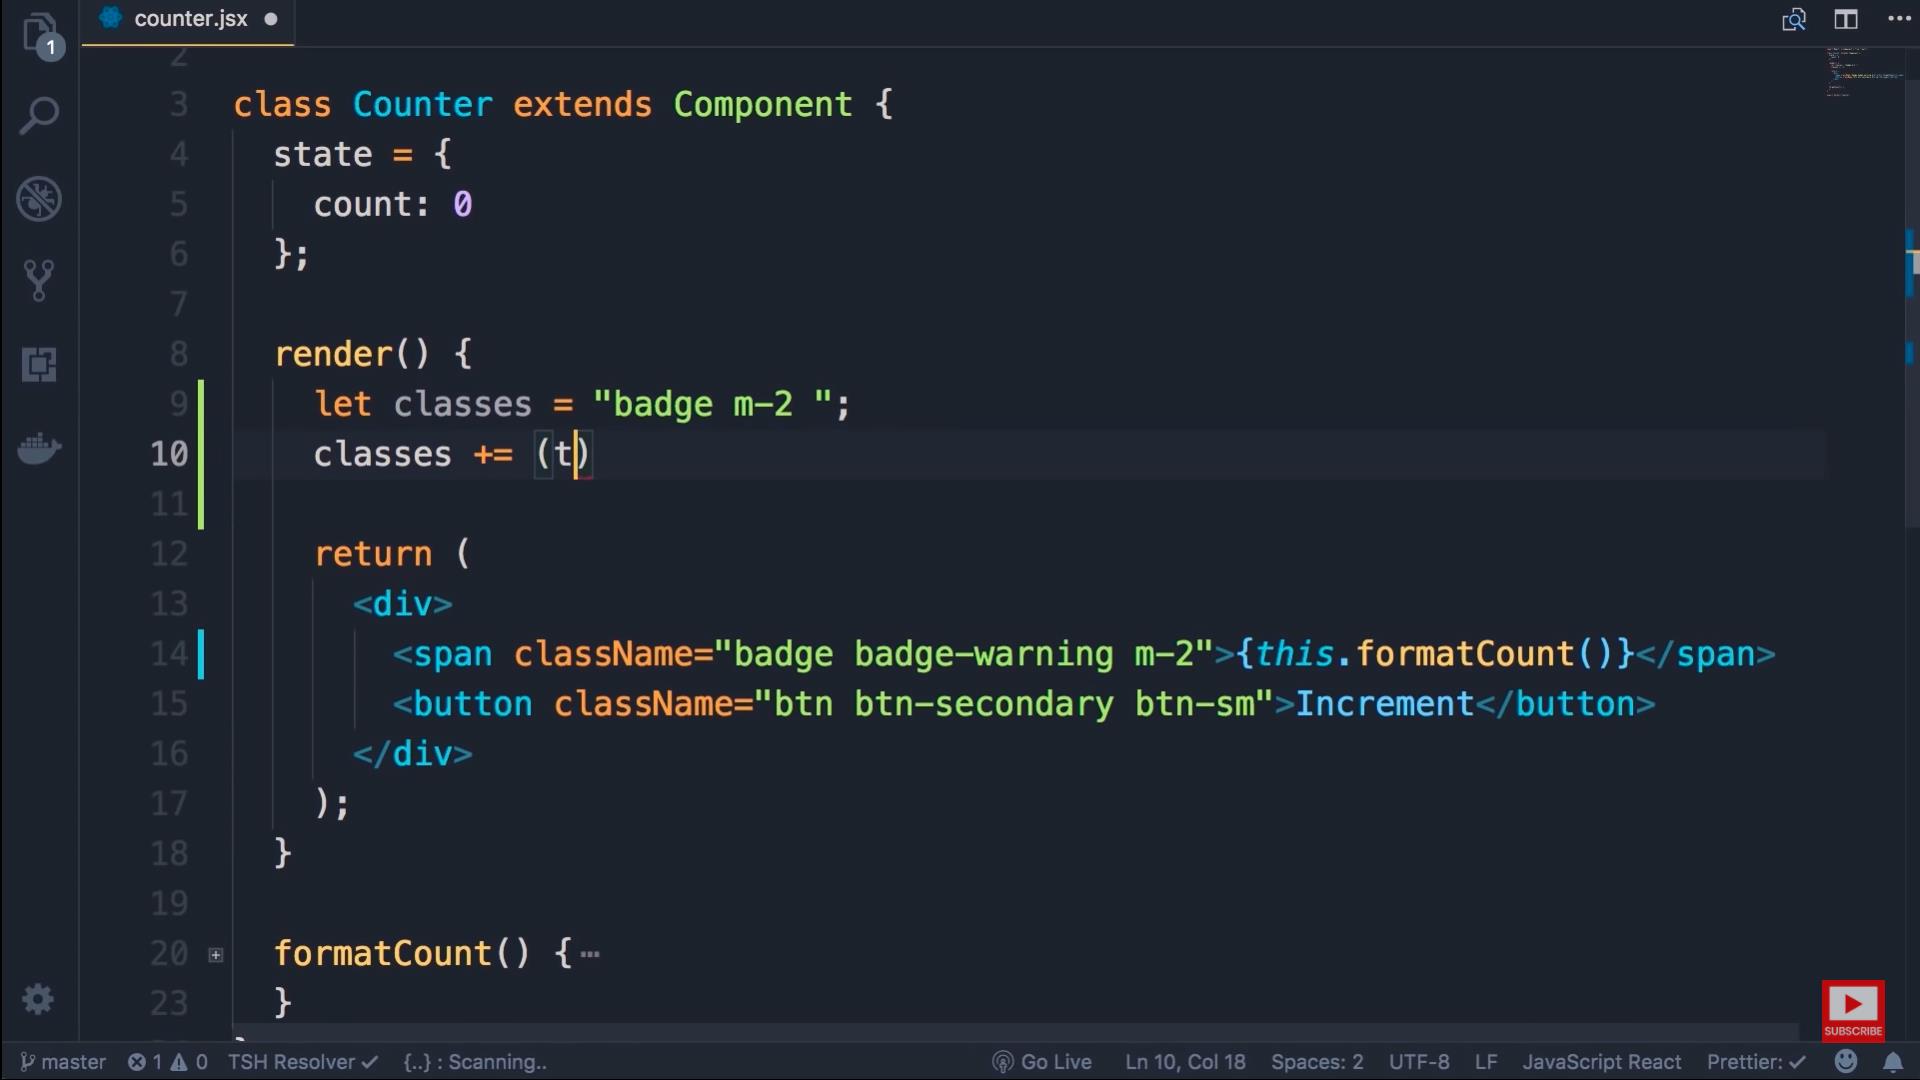 1
counter.jsx
2
3 class Counter extends Component {
4 state = {
5 count: 0
6 };
7
8 render() {
9 let classes = "badge m-2 ";
10 classes += (t)
11
12 return (
13 <div>
14 <span className="badge badge-warning m-2">{this.formatCount()}</span>
15 <button className="btn btn-secondary btn-sm">Increment</button>
16 </div>
17 );
18 }
19
20 formatCount() {
23 }
SUBSCRIBE
master 1 0 TSH Resolver {..} : Scanning.. Go Live Ln 10, Col 18 Spaces: 2 UTF-8 LF JavaScript React Prettier: